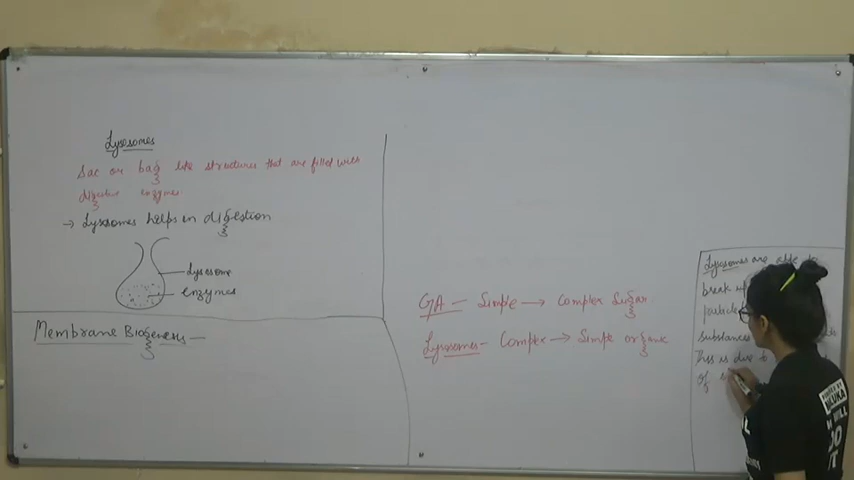 Lysosomes
Sac or bag like structures that are filled with
digestive enzymes
→ Lysosomes helps in digestion
Lysosome
enzymes
Membrane Biogenesis —
GA — Simple → Complex Sugar
Lysosomes - Complex → Simple organic
Lysosomes are able to
break
substances
This is due to
of